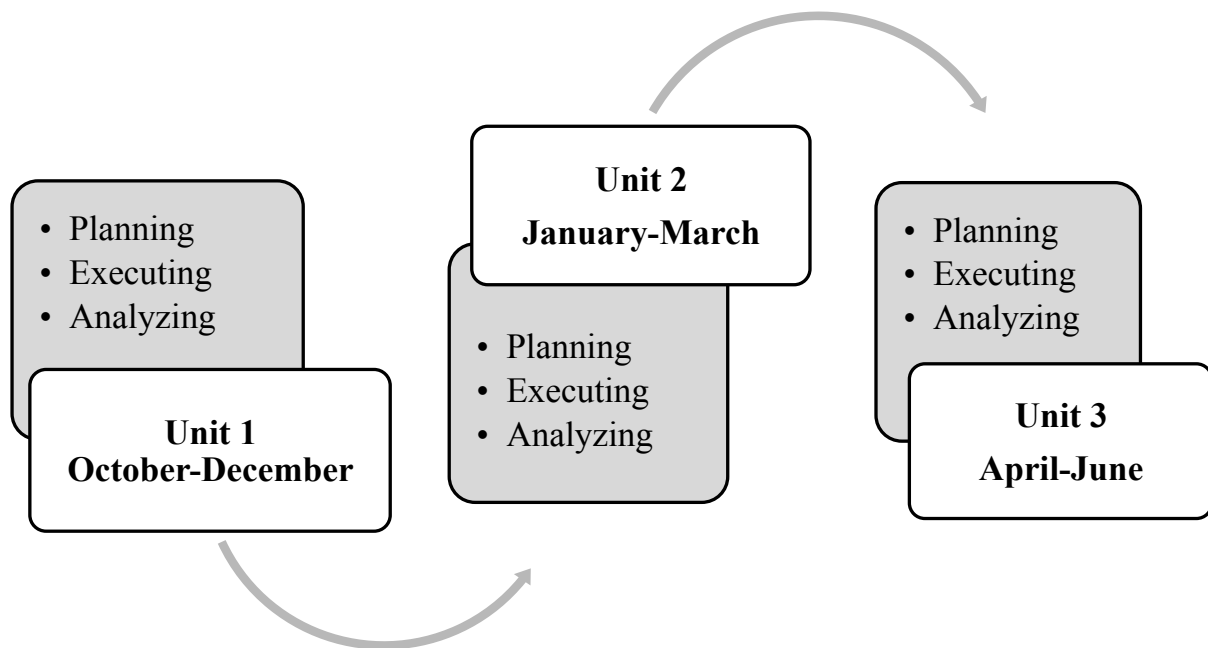 • Planning
• Executing
• Analyzing
Unit 1
October-December
Unit 2
January-March
• Planning
• Executing
• Analyzing
• Planning
• Executing
• Analyzing
Unit 3
April-June